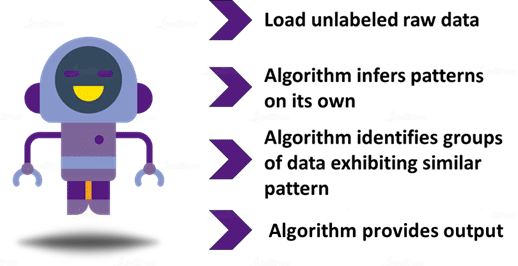 Load unlabeled raw data
Algorithm infers patterns
on its own
Algorithm identifies groups
of data exhibiting similar
pattern
Algorithm provides output